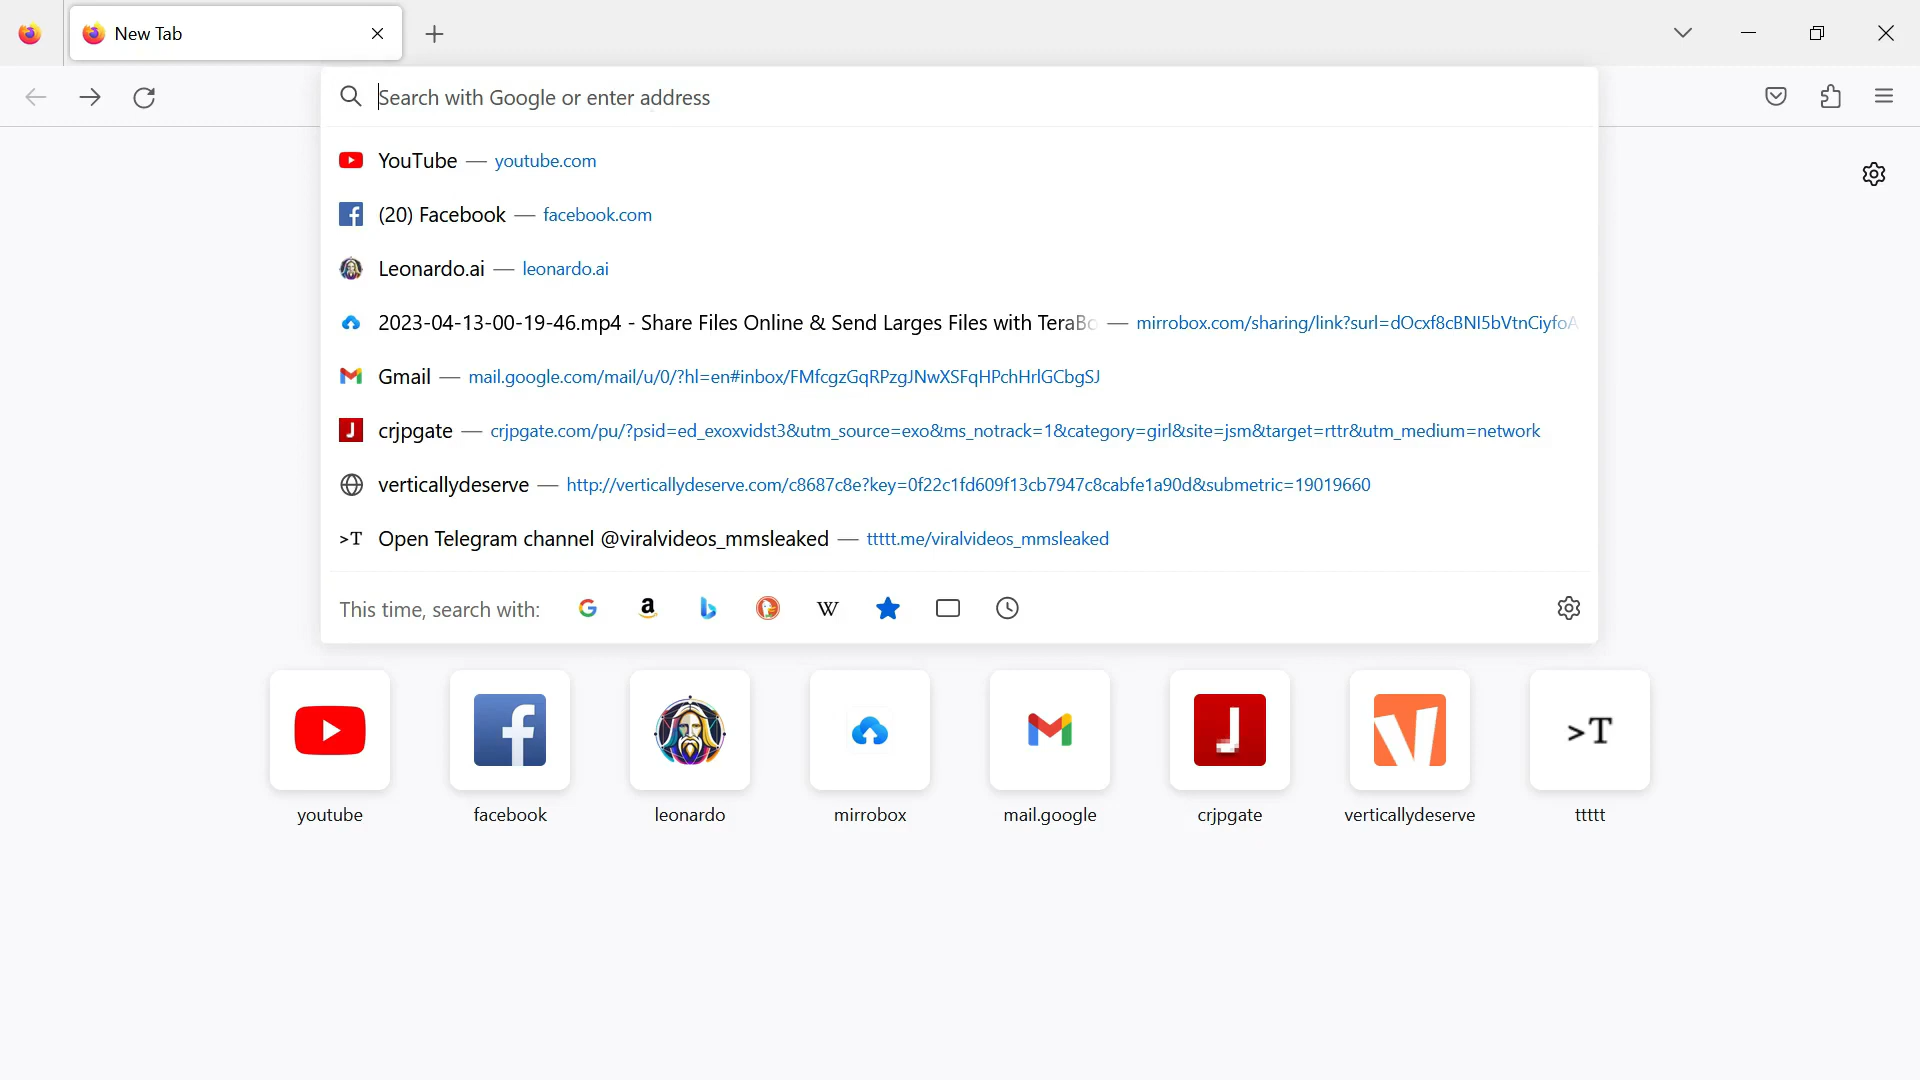 New Tab
Search with Google or enter address
YouTube — youtube.com
(20) Facebook — facebook.com
Leonardo.ai — leonardo.ai
2023-04-13-00-19-46.mp4 - Share Files Online & Send Larges Files with TeraBo — mirrobox.com/sharing/link?surl=dOcxf8cBNI5bVtnCiyfoA
Gmail — mail.google.com/mail/u/0/?hl=en#inbox/FMfcgzGqRPzgJNwXSFqHPchHrlGCbgSJ
crjpgate — crjpgate.com/pu/?psid=ed_exoxvidst3&utm_source=exo&ms_notrack=1&category=girl&site=jsm&target=rttr&utm_medium=network
verticallydeserve — http://verticallydeserve.com/c8687c8e?key=0f22c1fd609f13cb7947c8cabfe1a90d&submetric=19019660
>T Open Telegram channel @viralvideos_mmsleaked — ttttt.me/viralvideos_mmsleaked
This time, search with:
>T
youtube
facebook
leonardo
mirrobox
mail.google
crjpgate
verticallydeserve
ttttt